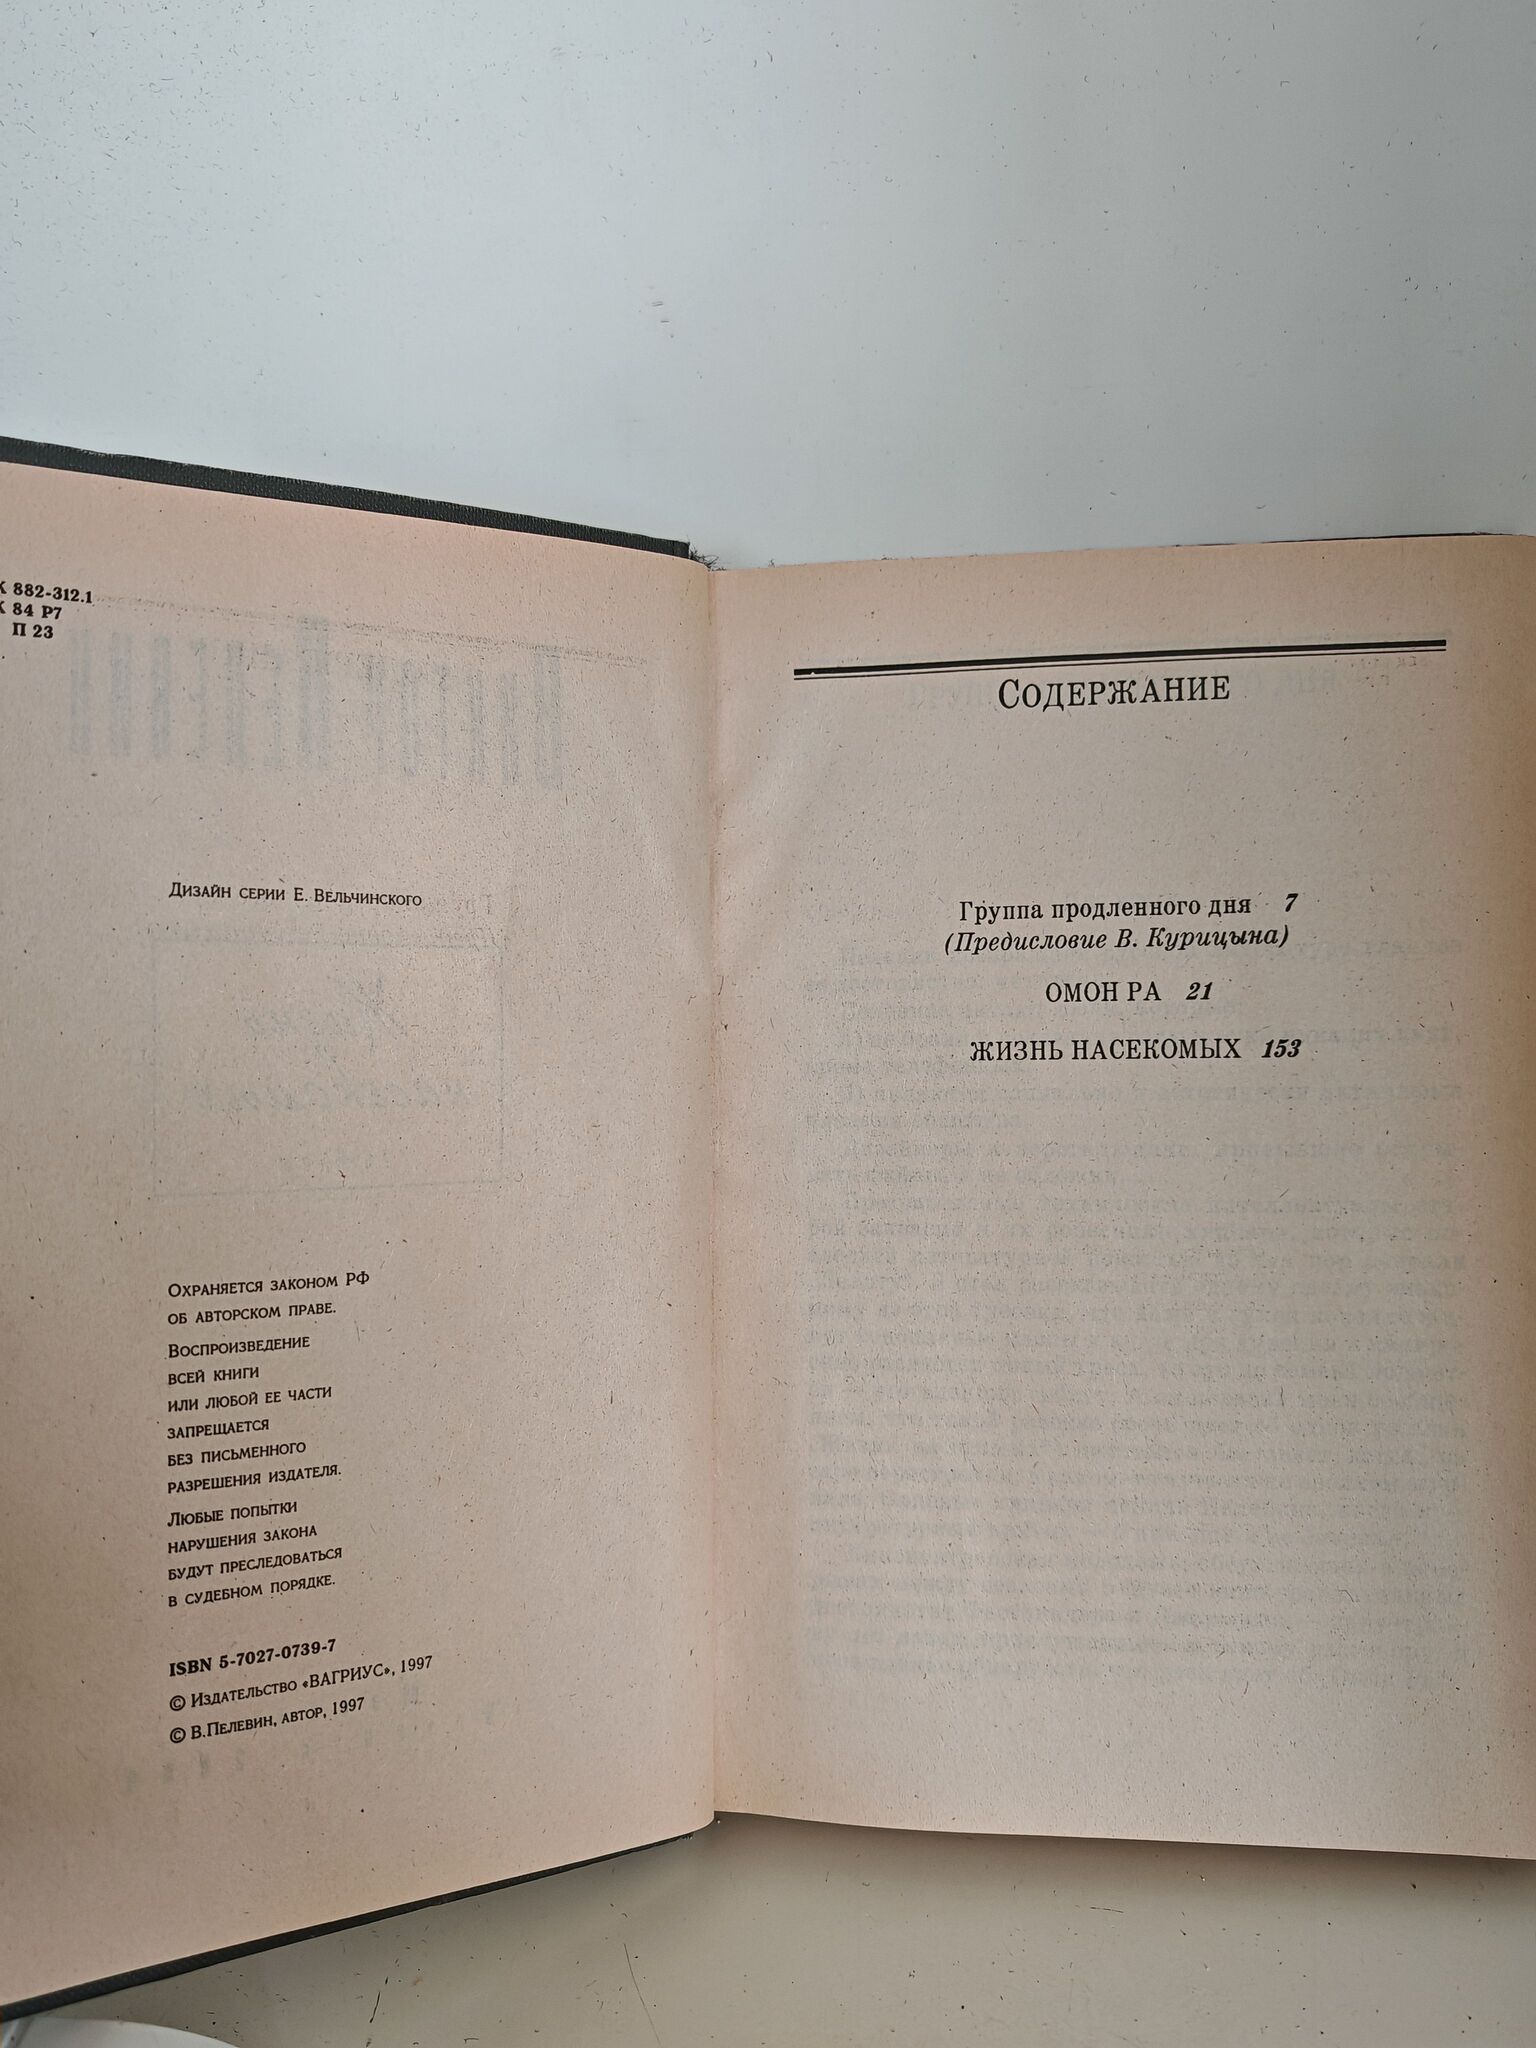 К 882-312.1
К 84 Р7
П 23
Дизайн серии Е. Вельчинского
Охраняется законом РФ
об авторском праве.
Воспроизведение
всей книги
или любой ее части
запрещается
без письменного
разрешения издателя.
Любые попытки
нарушения закона
будут преследоваться
в судебном порядке.
ISBN 5-7027-0739-7
© Издательство «ВАГРИУС», 1997
© В.Пелевин, автор, 1997
Содержание
Группа продленного дня 7
(Предисловие В. Курицына)
ОМОН РА 21
ЖИЗНЬ НАСЕКОМЫХ 153